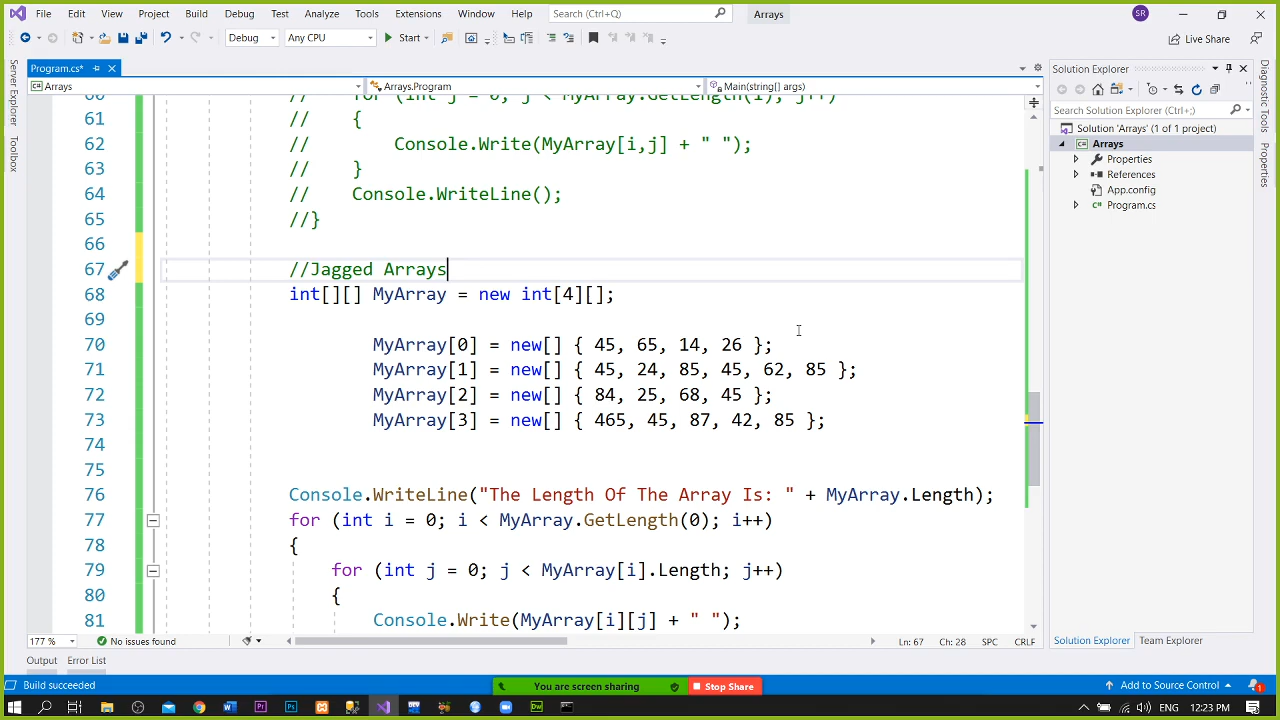 File Edit View Project Build Debug Test Analyze Tools Extensions Window Help Search (Ctrl+Q) Arrays SR
Debug Any CPU Start Live Share
Program.cs*
Solution Explorer
Arrays Arrays.Program Main(string[] args)
Search Solution Explorer (Ctrl+;)
Solution 'Arrays' (1 of 1 project)
Arrays
Properties
References
App.config
Program.cs
Server Explorer
Toolbox
Diagnostic Tools
Properties
60 // for (int j = 0; j < MyArray.GetLength(i); j++)
61 // {
62 // Console.Write(MyArray[i,j] + " ");
63 // }
64 // Console.WriteLine();
65 //}
66
67 //Jagged Arrays
68 int[][] MyArray = new int[4][];
69
70 MyArray[0] = new[] { 45, 65, 14, 26 };
71 MyArray[1] = new[] { 45, 24, 85, 45, 62, 85 };
72 MyArray[2] = new[] { 84, 25, 68, 45 };
73 MyArray[3] = new[] { 465, 45, 87, 42, 85 };
74
75
76 Console.WriteLine("The Length Of The Array Is: " + MyArray.Length);
77 for (int i = 0; i < MyArray.GetLength(0); i++)
78 {
79 for (int j = 0; j < MyArray[i].Length; j++)
80 {
81 Console.Write(MyArray[i][j] + " ");
177 % No issues found Ln: 67 Ch: 28 SPC CRLF
Solution Explorer Team Explorer
Output Error List
Build succeeded You are screen sharing Stop Share Add to Source Control 1
ENG 12:23 PM